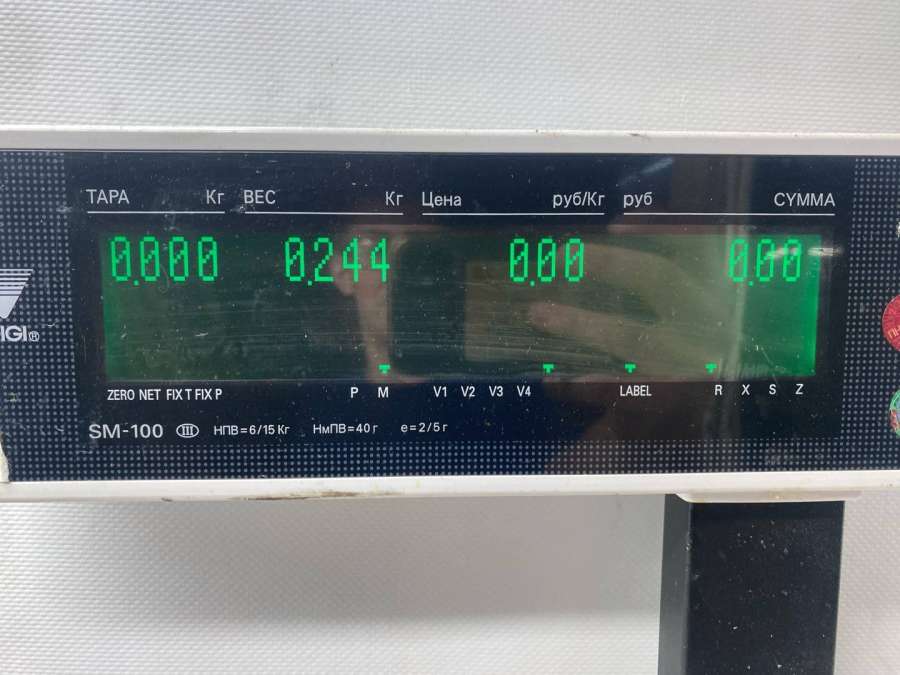 ТАРА Кг ВЕС Кг Цена руб/Кг руб СУММА
0.000 0.244 0.00 0.00
ZERO NET FIX T FIX P P M V1 V2 V3 V4 LABEL R X S Z
IGI®
SM-100 III НПВ=6/15 Кг НмПВ=40 г e=2/5 г